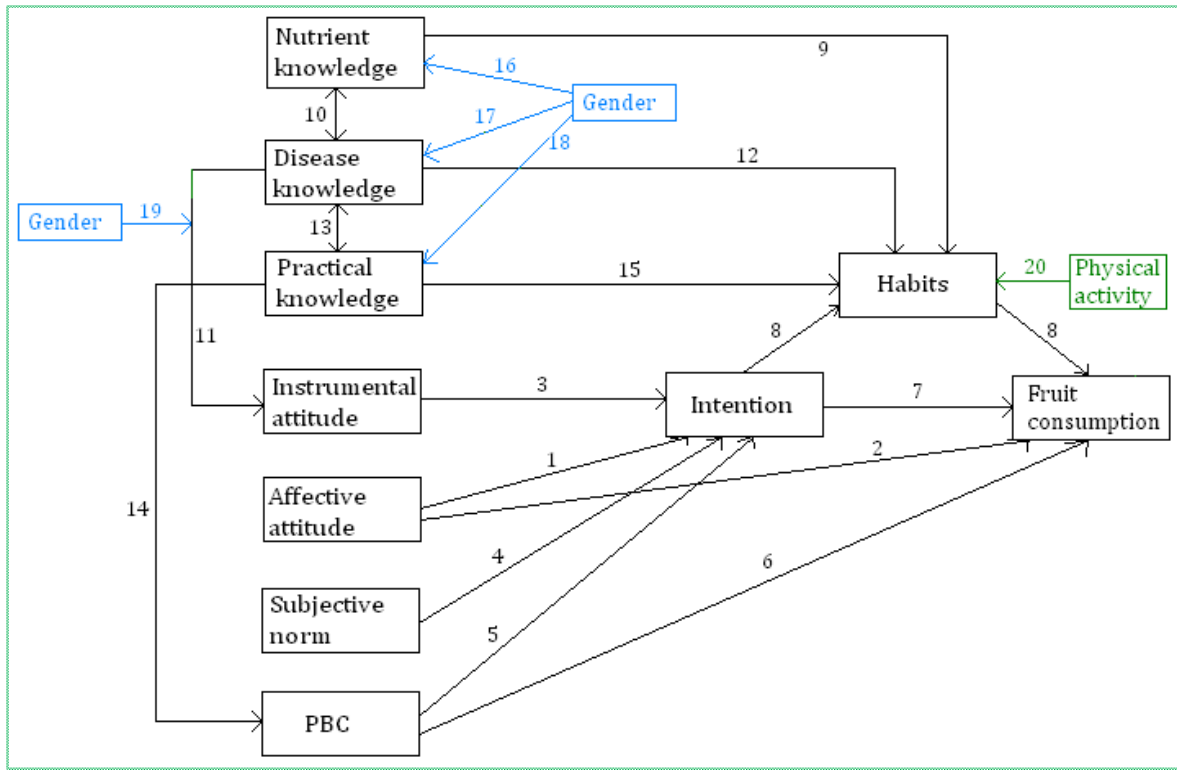 Nutrient
knowledge
9
16
Gender
10
17
18
Disease
knowledge
12
Gender
19
13
Practical
knowledge
15
Habits
20
Physical
activity
11
8
8
Instrumental
attitude
3
Intention
7
Fruit
consumption
1
2
Affective
attitude
14
4
6
Subjective
norm
5
PBC